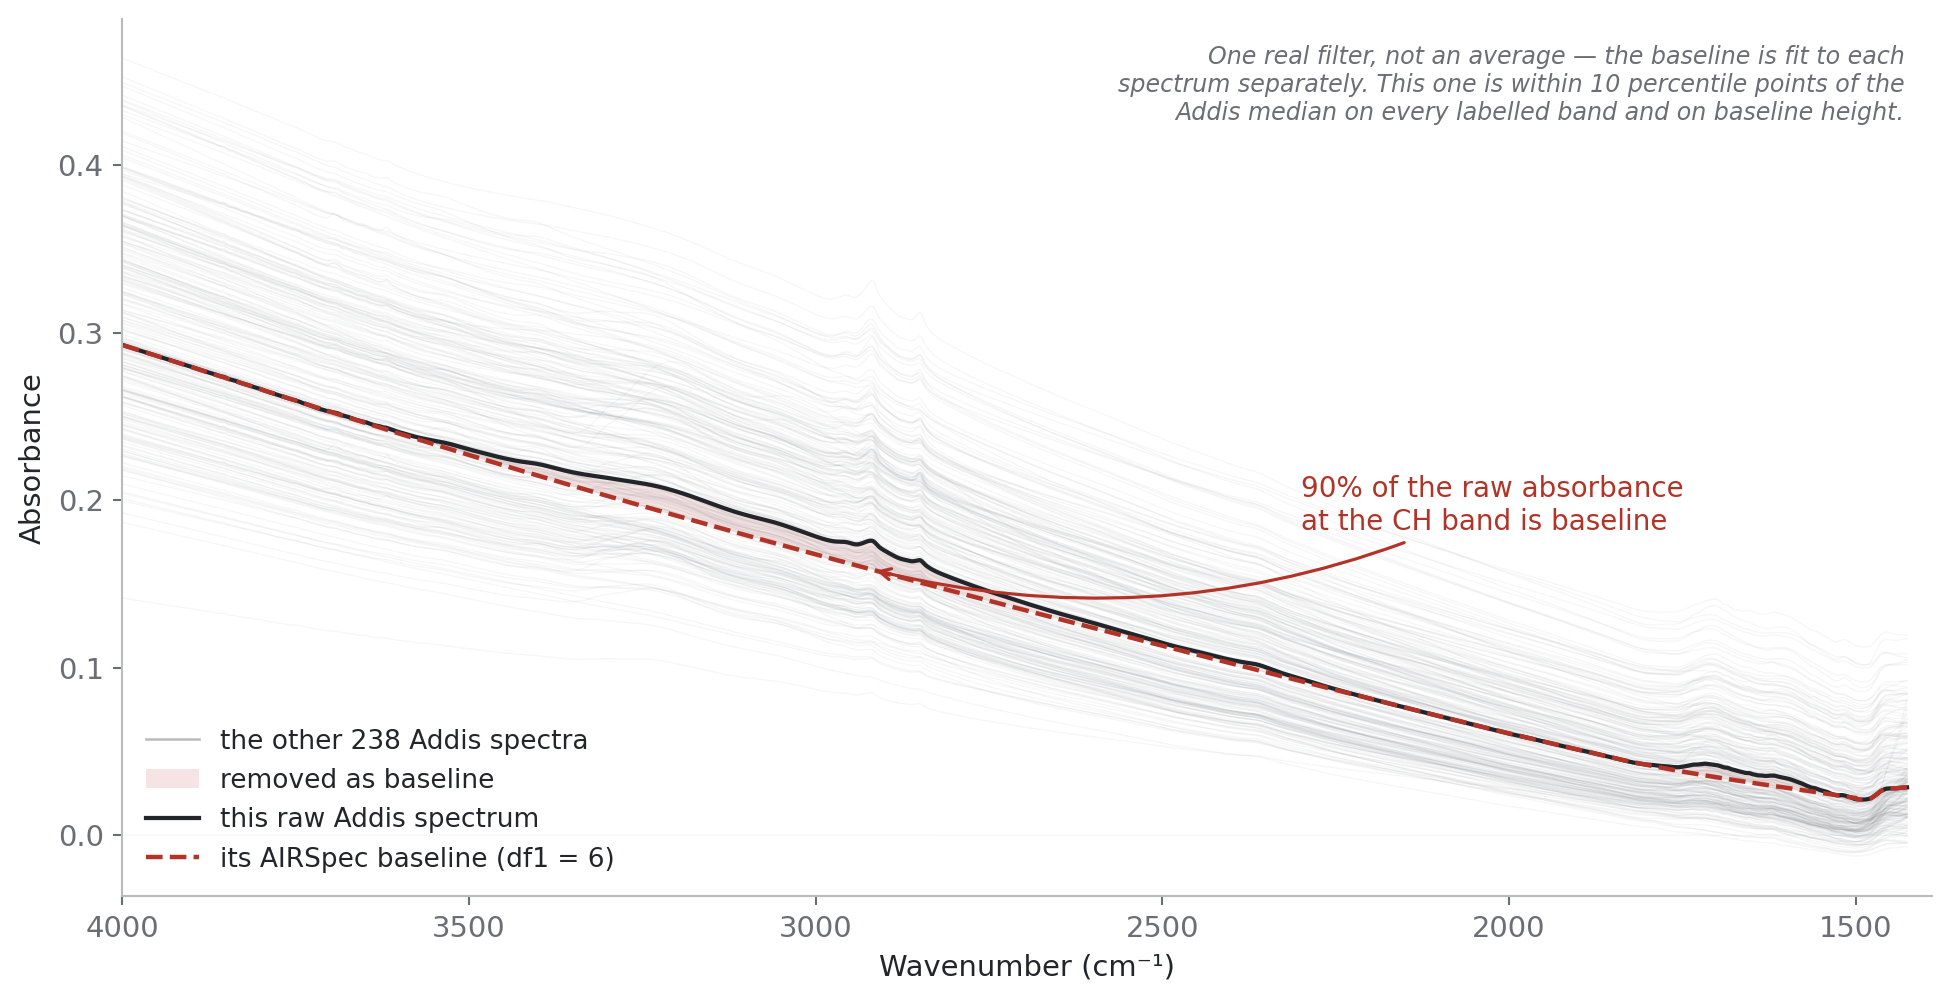 One real filter, not an average — the baseline is fit to each
spectrum separately. This one is within 10 percentile points of the
Addis median on every labelled band and on baseline height.
0.4
0.3
0.2
0.1
0.0
Absorbance
90% of the raw absorbance
at the CH band is baseline
the other 238 Addis spectra
removed as baseline
this raw Addis spectrum
its AIRSpec baseline (df1 = 6)
4000 3500 3000 2500 2000 1500
Wavenumber (cm⁻¹)